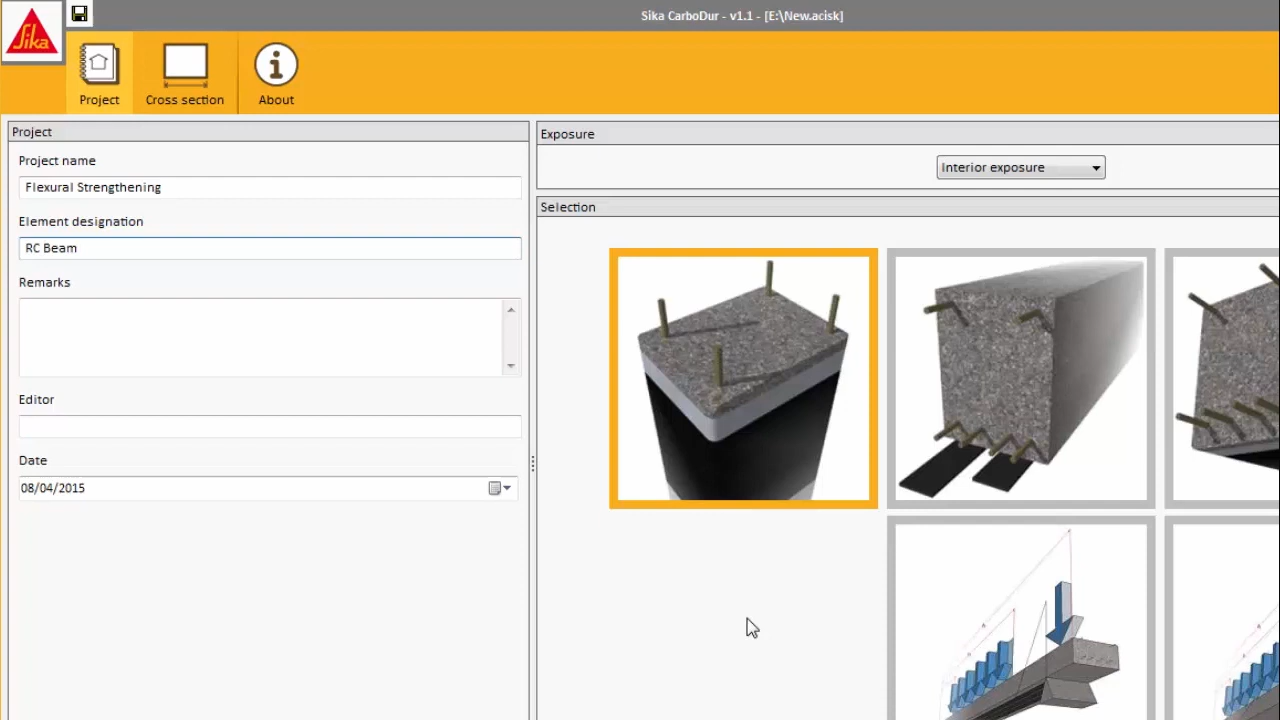 Sika CarboDur - v1.1 - [E:\New.acisk]
Sika
Project
Cross section
About
Project
Project name
Flexural Strengthening
Element designation
RC Beam
Remarks
Editor
Date
08/04/2015
Exposure
Interior exposure
Selection